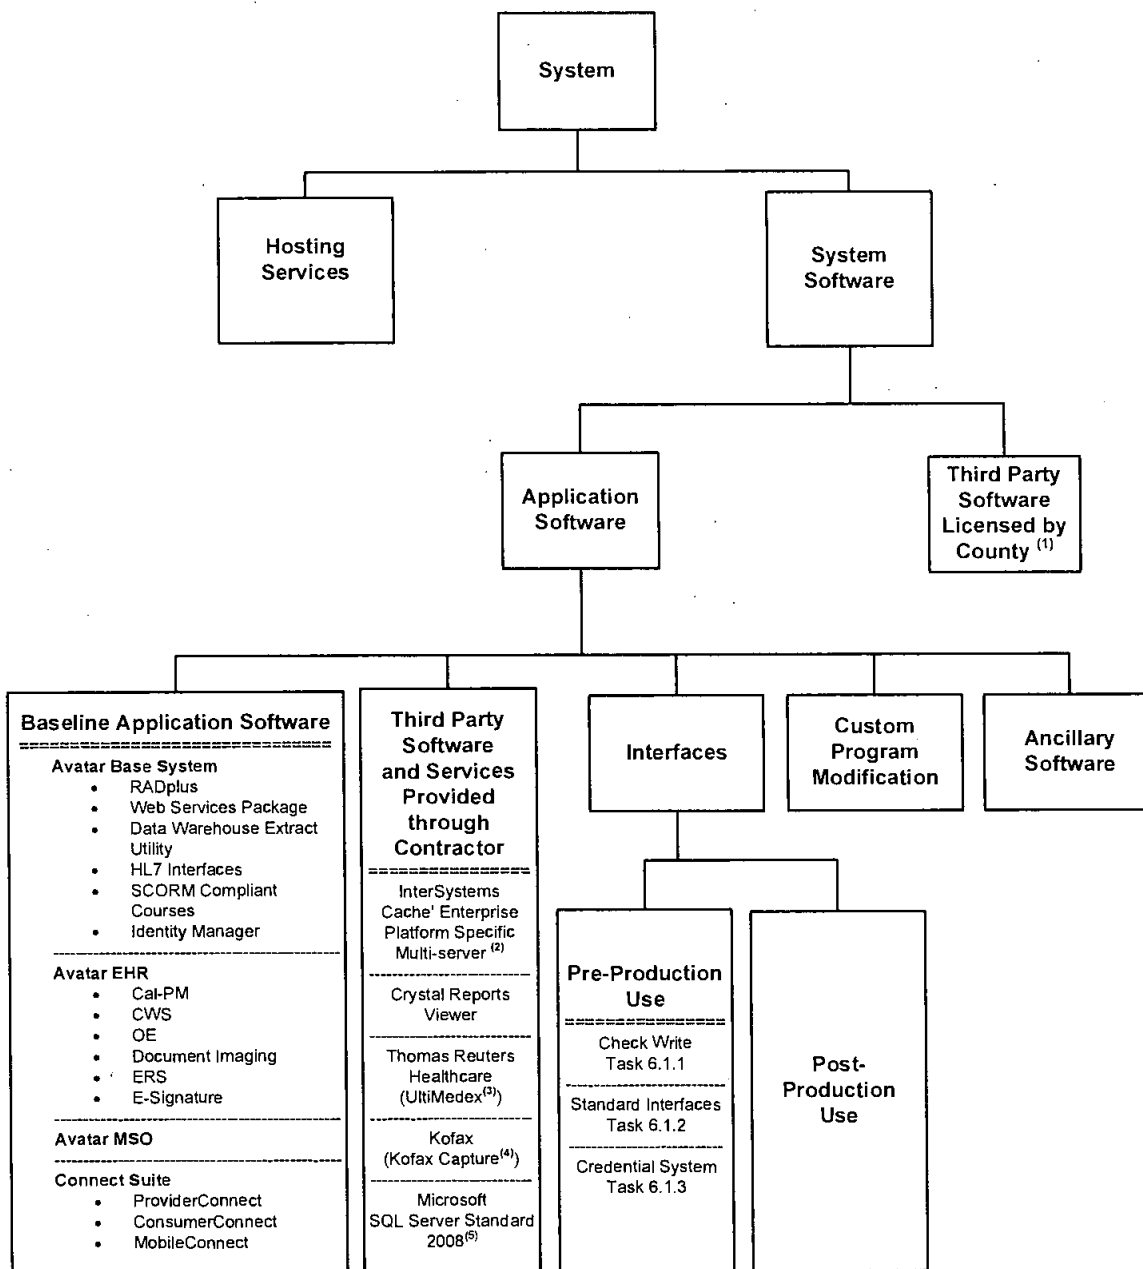 System
Hosting
Services
System
Software
Application
Software
Third Party
Software
Licensed by
County (1)
Baseline Application Software
==============================
Avatar Base System
• RADplus
• Web Services Package
• Data Warehouse Extract
Utility
• HL7 Interfaces
• SCORM Compliant
Courses
• Identity Manager
Avatar EHR
• Cal-PM
• CWS
• OE
• Document Imaging
• ERS
• E-Signature
Avatar MSO
Connect Suite
• ProviderConnect
• ConsumerConnect
• MobileConnect
Third Party
Software
and Services
Provided
through
Contractor
==================
InterSystems
Cache' Enterprise
Platform Specific
Multi-server (2)
Crystal Reports
Viewer
Thomas Reuters
Healthcare
(UltiMedex(3))
Kofax
(Kofax Capture(4))
Microsoft
SQL Server Standard
2008(5)
Interfaces
Pre-Production
Use
==================
Check Write
Task 6.1.1
Standard Interfaces
Task 6.1.2
Credential System
Task 6.1.3
Post-
Production
Use
Custom
Program
Modification
Ancillary
Software